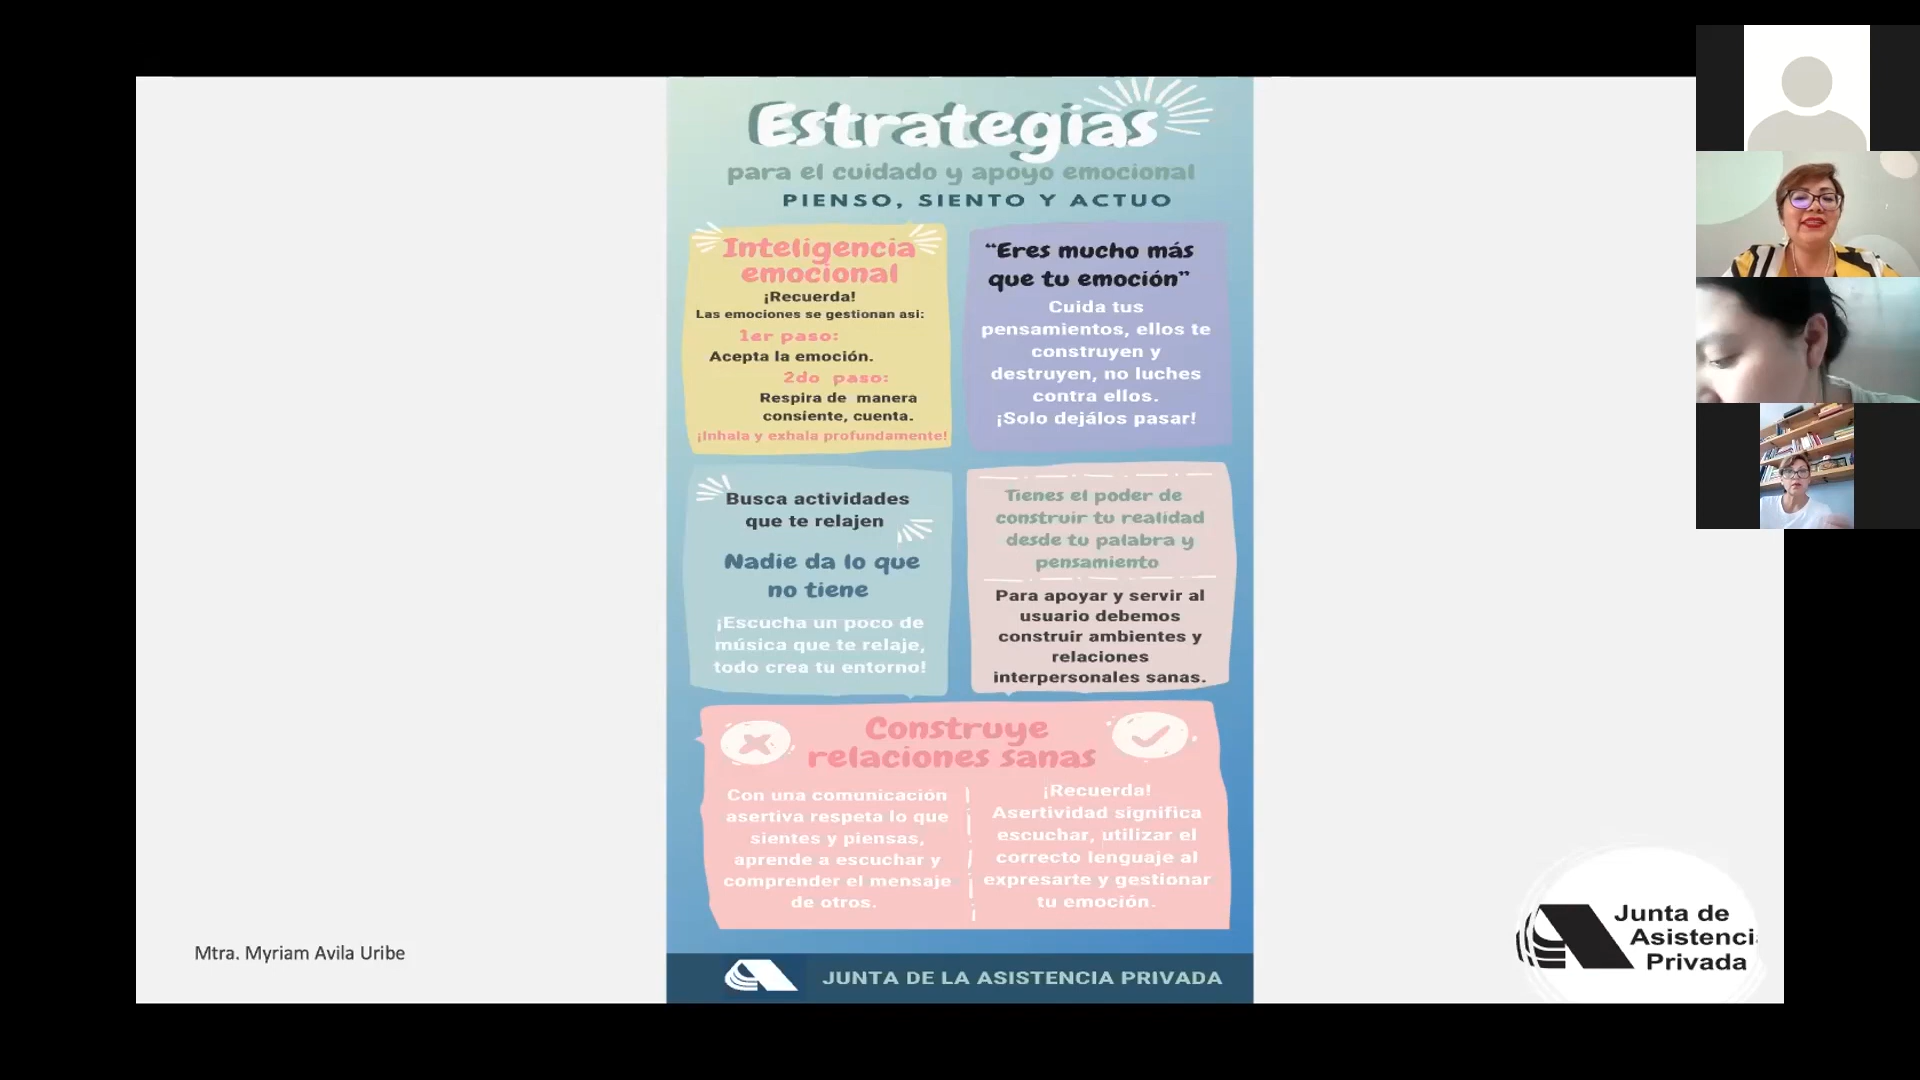 Estrategias
para el cuidado y apoyo emocional
PIENSO, SIENTO Y ACTUO
Inteligencia
emocional
¡Recuerda!
Las emociones se gestionan asi:
1er paso:
Acepta la emoción.
2do paso:
Respira de manera
consiente, cuenta.
¡Inhala y exhala profundamente!
"Eres mucho más
que tu emoción"
Cuida tus
pensamientos, ellos te
construyen y
destruyen, no luches
contra ellos.
¡Solo dejálos pasar!
Busca actividades
que te relajen
Nadie da lo que
no tiene
¡Escucha un poco de
música que te relaje,
todo crea tu entorno!
Tienes el poder de
construir tu realidad
desde tu palabra y
pensamiento
Para apoyar y servir al
usuario debemos
construir ambientes y
relaciones
interpersonales sanas.
Construye
relaciones sanas
Con una comunicación
asertiva respeta lo que
sientes y piensas,
aprende a escuchar y
comprender el mensaje
de otros.
¡Recuerda!
Asertividad significa
escuchar, utilizar el
correcto lenguaje al
expresarte y gestionar
tu emoción.
JUNTA DE LA ASISTENCIA PRIVADA
Mtra. Myriam Avila Uribe
Junta de
Asistenci
Privada